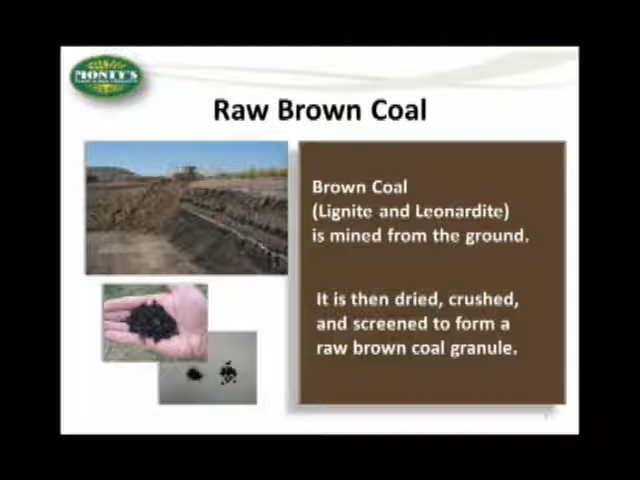 MONTY'S
Raw Brown Coal
Brown Coal
(Lignite and Leonardite)
is mined from the ground.
It is then dried, crushed,
and screened to form a
raw brown coal granule.